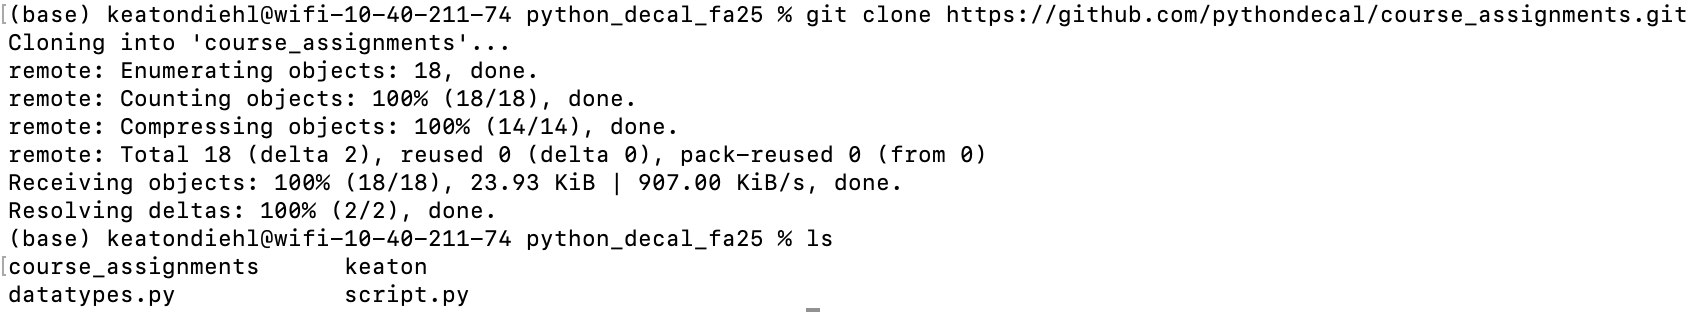 (base) keatondiehl@wifi-10-40-211-74 python_decal_fa25 % git clone https://github.com/pythondecal/course_assignments.git
Cloning into 'course_assignments'...
remote: Enumerating objects: 18, done.
remote: Counting objects: 100% (18/18), done.
remote: Compressing objects: 100% (14/14), done.
remote: Total 18 (delta 2), reused 0 (delta 0), pack-reused 0 (from 0)
Receiving objects: 100% (18/18), 23.93 KiB | 907.00 KiB/s, done.
Resolving deltas: 100% (2/2), done.
(base) keatondiehl@wifi-10-40-211-74 python_decal_fa25 % ls
course_assignments      keaton
datatypes.py            script.py